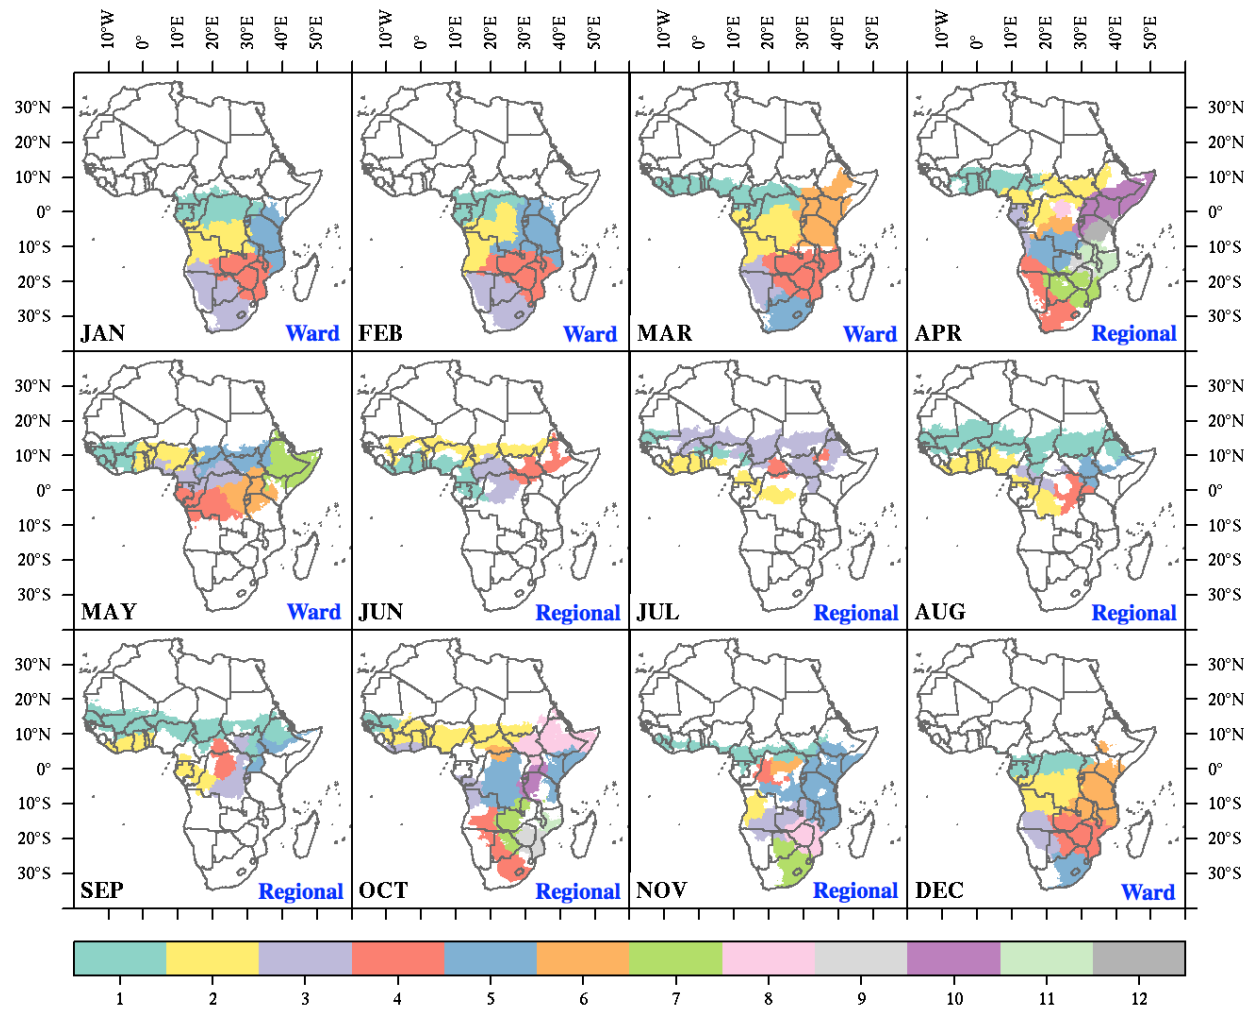 10°W 0° 10°E 20°E 30°E 40°E 50°E 10°W 0° 10°E 20°E 30°E 40°E 50°E 10°W 0° 10°E 20°E 30°E 40°E 50°E 10°W 0° 10°E 20°E 30°E 40°E 50°E
30°N 30°N
20°N 20°N
10°N 10°N
0° 0°
10°S 10°S
20°S 20°S
30°S 30°S
JAN Ward FEB Ward MAR Ward APR Regional
30°N 30°N
20°N 20°N
10°N 10°N
0° 0°
10°S 10°S
20°S 20°S
30°S 30°S
MAY Ward JUN Regional JUL Regional AUG Regional
30°N 30°N
20°N 20°N
10°N 10°N
0° 0°
10°S 10°S
20°S 20°S
30°S 30°S
SEP Regional OCT Regional NOV Regional DEC Ward
1 2 3 4 5 6 7 8 9 10 11 12